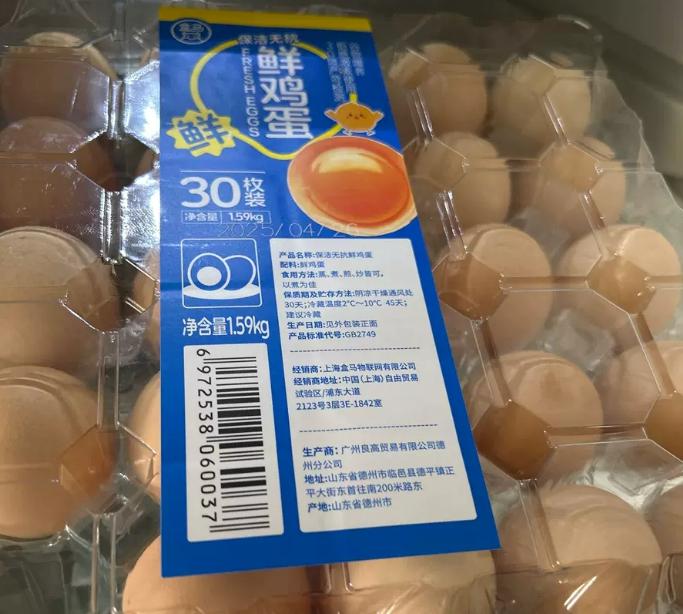 盒马
保洁无抗
鲜鸡蛋
FRESH EGGS
鲜
30枚装
净含量 1.59kg
2025/04/26
产品名称:保洁无抗鲜鸡蛋
配料:鲜鸡蛋
食用方法:蒸、煮、煎、炒皆可。
以煮为佳
保质期及贮存方法:阴凉干燥通风处
30天;冷藏温度2°C~10°C 45天;
建议冷藏
生产日期:见外包装正面
产品标准代号:GB2749
净含量1.59kg
经销商:上海盒马物联网有限公司
经销商地址:中国(上海)自由贸易
试验区/浦东大道
2123号3层3E-1842室
生产商:广州良高贸易有限公司德
州分公司
地址:山东省德州市临邑县德平镇正
平大街东首往南200米路东
产地:山东省德州市
6 972538 060037